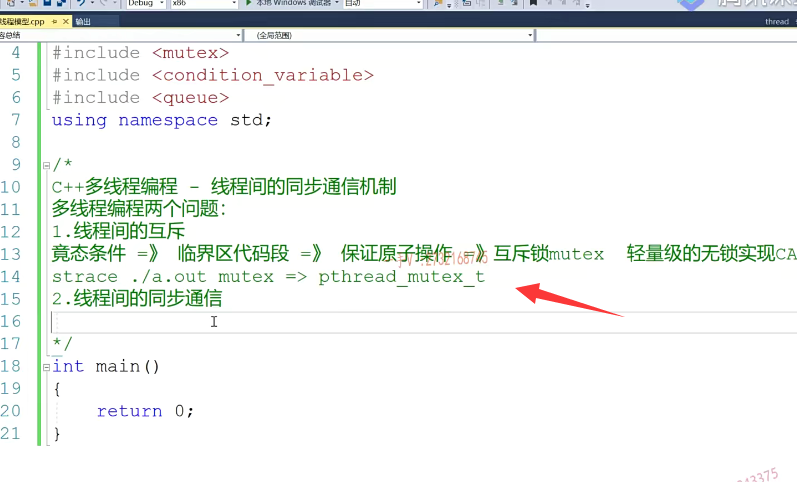 Debug x86 本地 Windows 调试器 自动
线程模型.cpp 输出
thread
容总结 (全局范围)
4 #include <mutex>
5 #include <condition_variable>
6 #include <queue>
7 using namespace std;
8
9 /*
10 C++多线程编程 - 线程间的同步通信机制
11 多线程编程两个问题：
12 1.线程间的互斥
13 竟态条件 =》 临界区代码段 =》 保证原子操作 =》互斥锁mutex 轻量级的无锁实现CA
14 strace ./a.out mutex => pthread_mutex_t
15 2.线程间的同步通信
16
17 */
18 int main()
19 {
20 return 0;
21 }